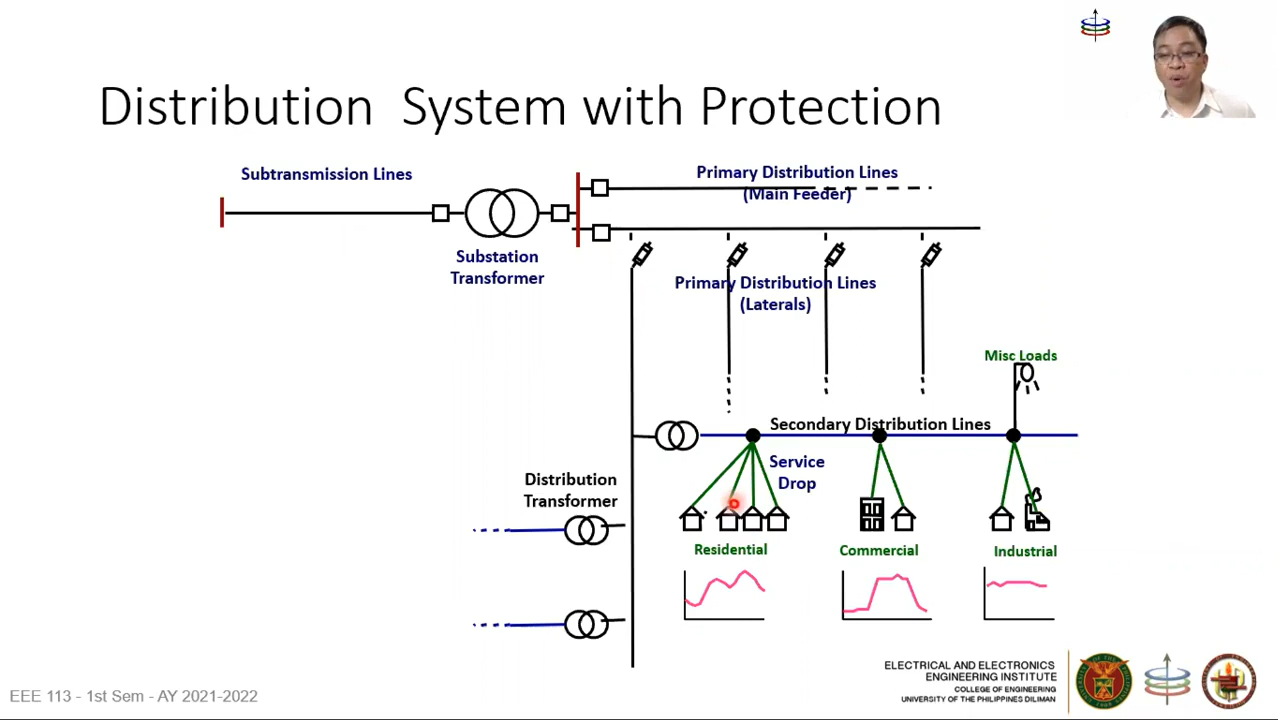 Distribution  System with Protection
Subtransmission Lines
Primary Distribution Lines
(Main Feeder)
Substation
Transformer
Primary Distribution Lines
(Laterals)
Misc Loads
Secondary Distribution Lines
Service
Drop
Distribution
Transformer
Residential
Commercial
Industrial
ELECTRICAL AND ELECTRONICS
ENGINEERING INSTITUTE
COLLEGE OF ENGINEERING
UNIVERSITY OF THE PHILIPPINES DILIMAN
EEE 113 - 1st Sem - AY 2021-2022